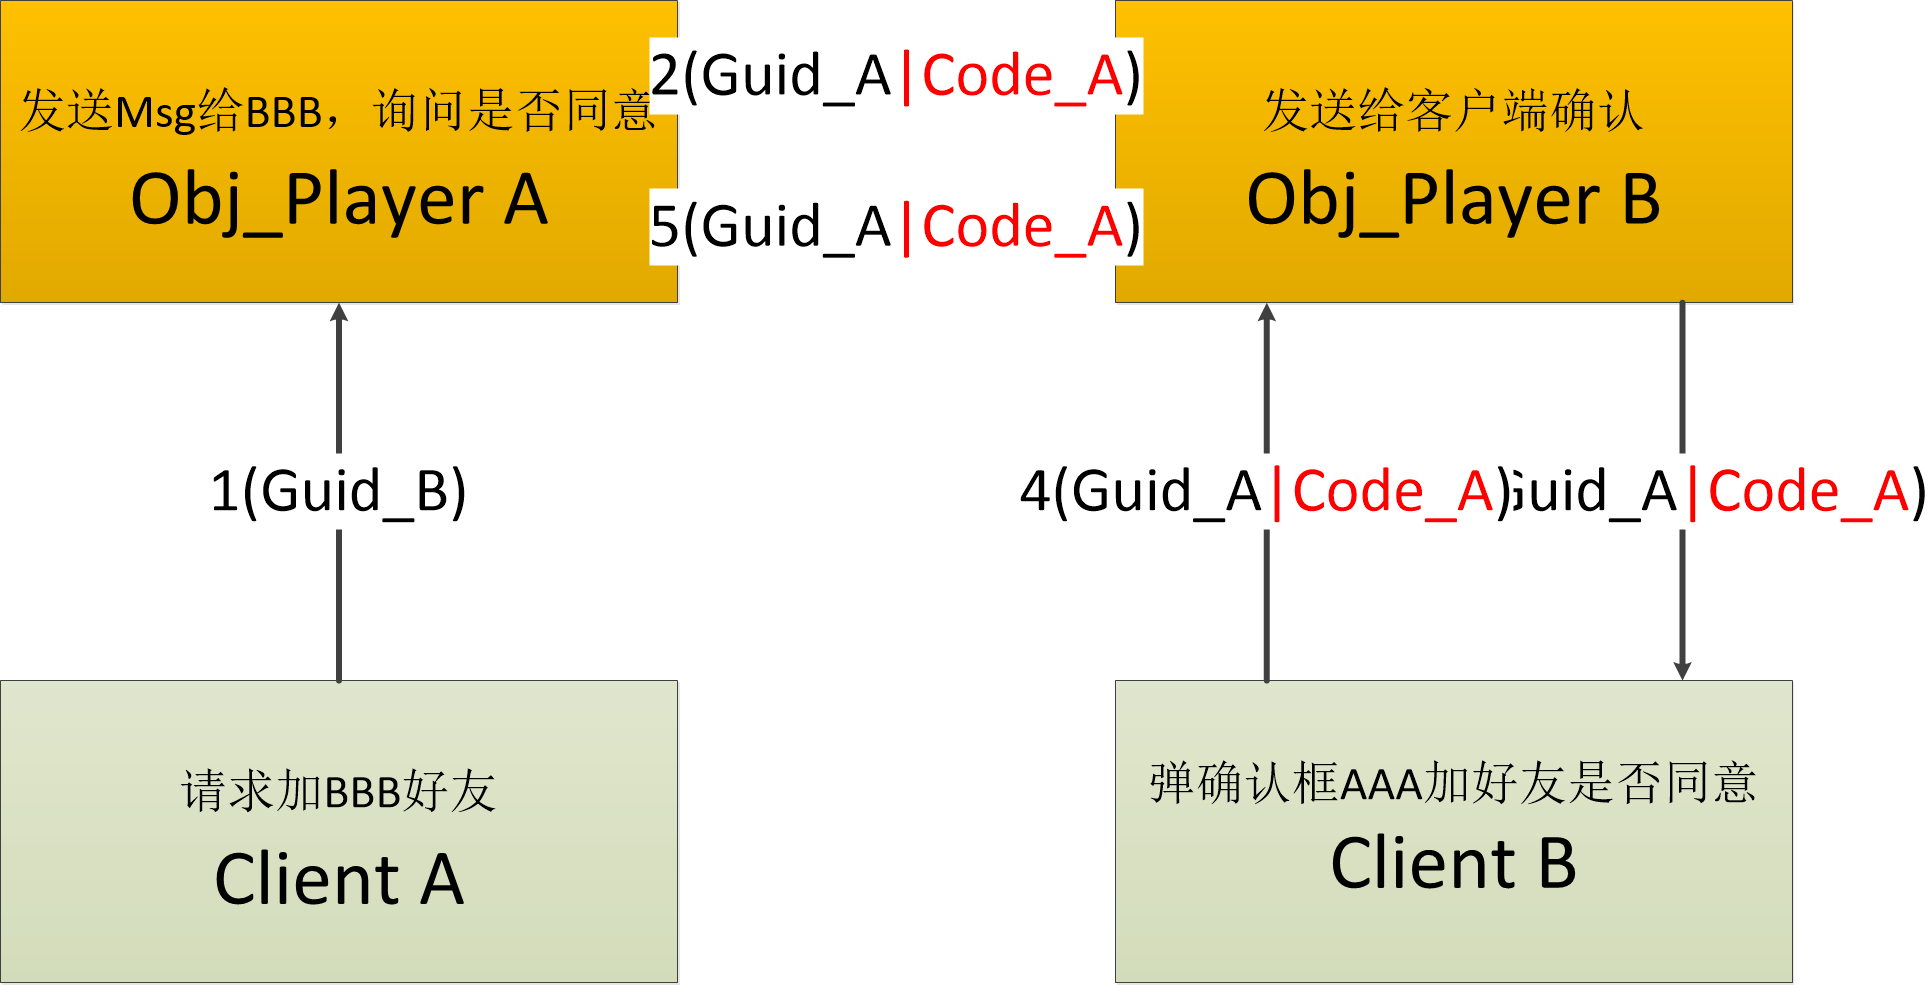 发送Msg给BBB，询问是否同意
Obj_Player A
2(Guid_A|Code_A)
5(Guid_A|Code_A)
发送给客户端确认
Obj_Player B
1(Guid_B)
4(Guid_A|Code_A)
uid_A|Code_A)
请求加BBB好友
Client A
弹确认框AAA加好友是否同意
Client B